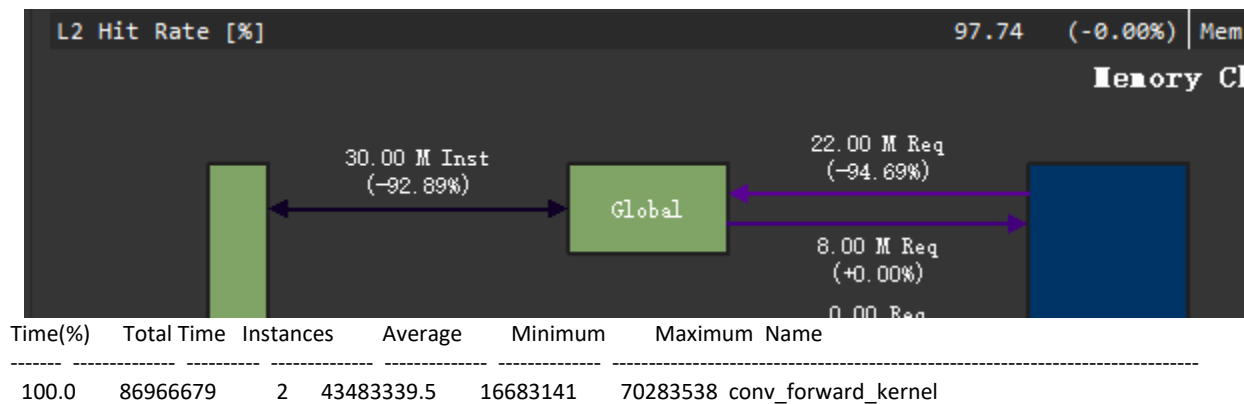 L2 Hit Rate [%] 97.74 (-0.00%) Mem
Memory Cl
30.00 M Inst
(-92.89%)
22.00 M Req
(-94.69%)
Global
8.00 M Req
(+0.00%)
0.00 Req
Time(%) Total Time Instances Average Minimum Maximum Name
------- --------------- ---------- -------------- -------------- --------------- --------------------------------------------------------------------------------------------------
100.0 86966679 2 43483339.5 16683141 70283538 conv_forward_kernel